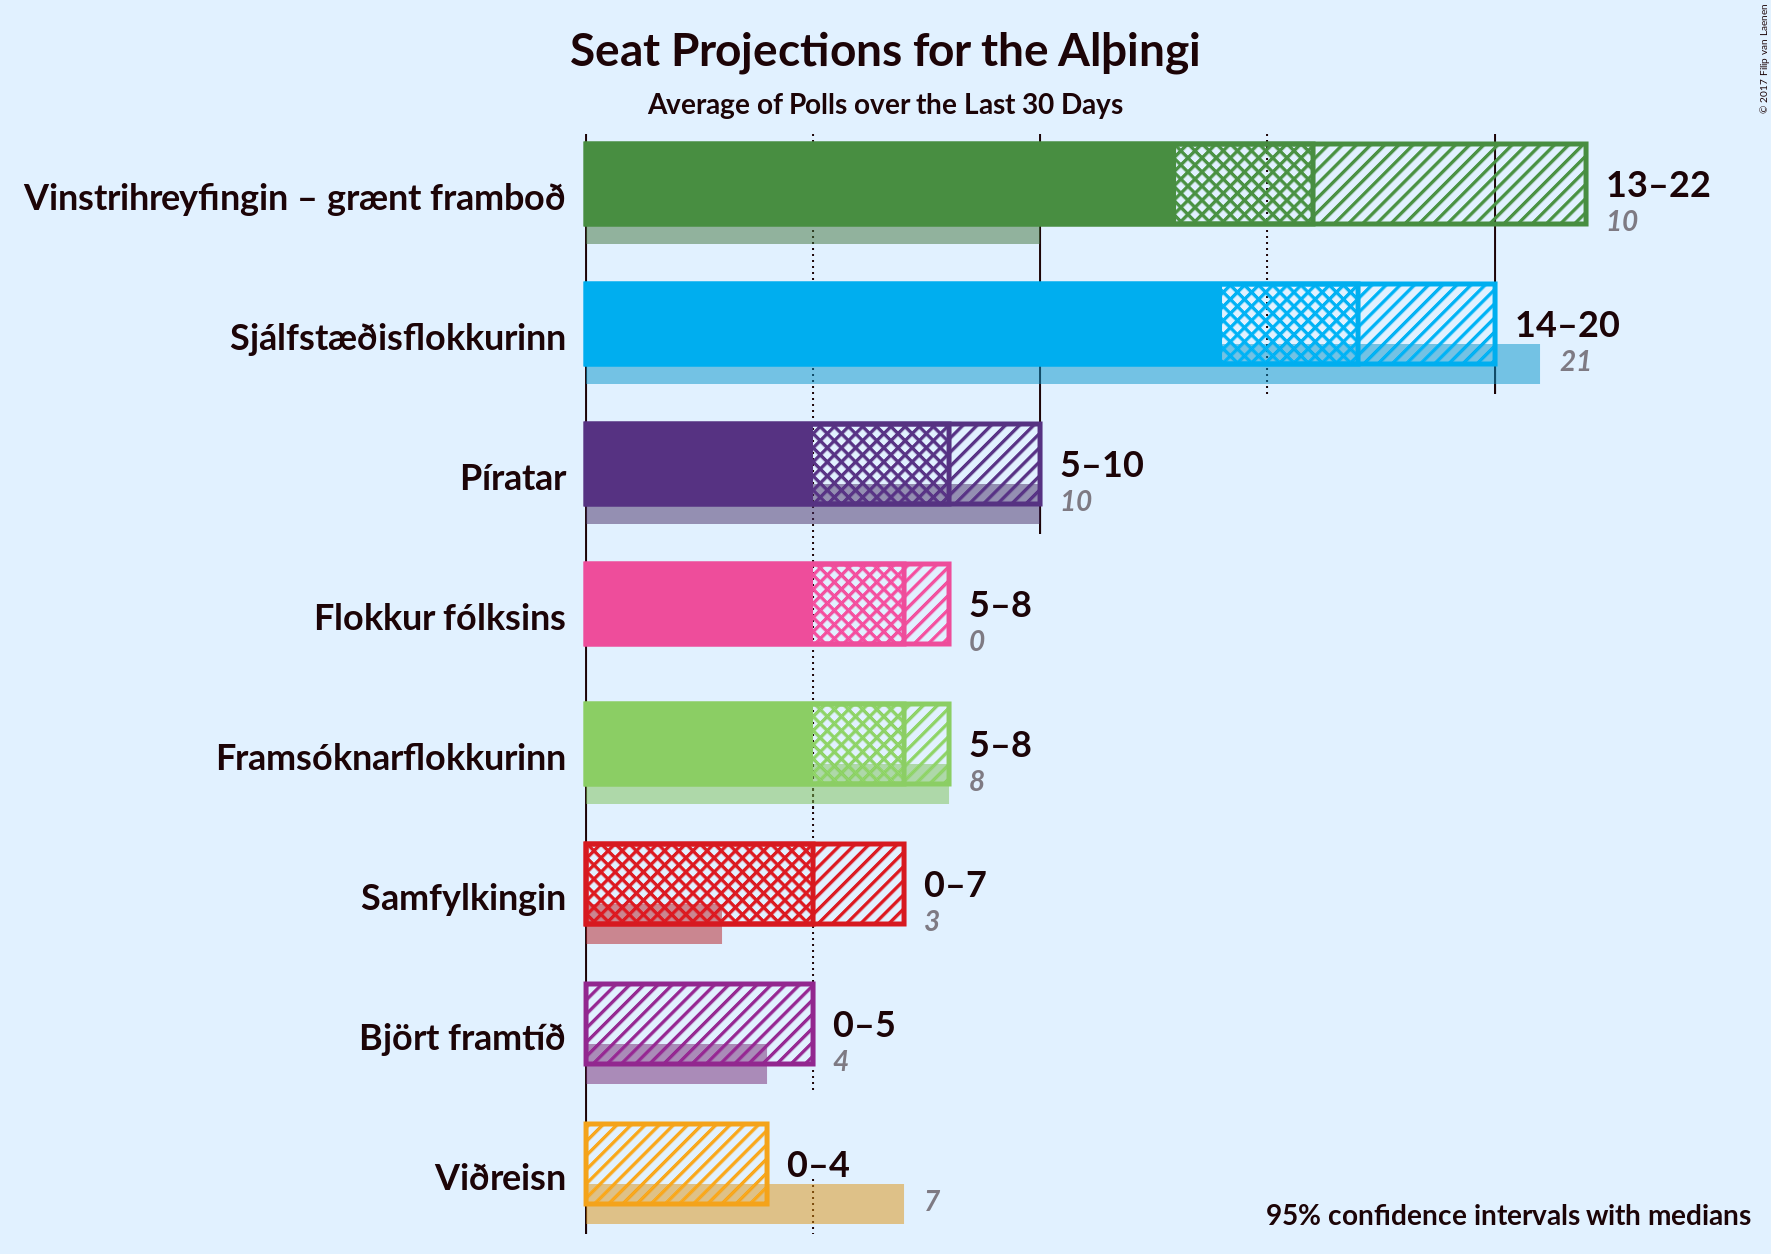 Seat Projections for the Alþingi
Average of Polls over the Last 30 Days
© 2017 Filip van Laenen
Vinstrihreyfingin – grænt framboð
13–22
10
Sjálfstæðisflokkurinn
14–20
21
Píratar
5–10
10
Flokkur fólksins
5–8
0
Framsóknarflokkurinn
5–8
8
Samfylkingin
0–7
3
Björt framtíð
0–5
4
Viðreisn
0–4
7
95% confidence intervals with medians